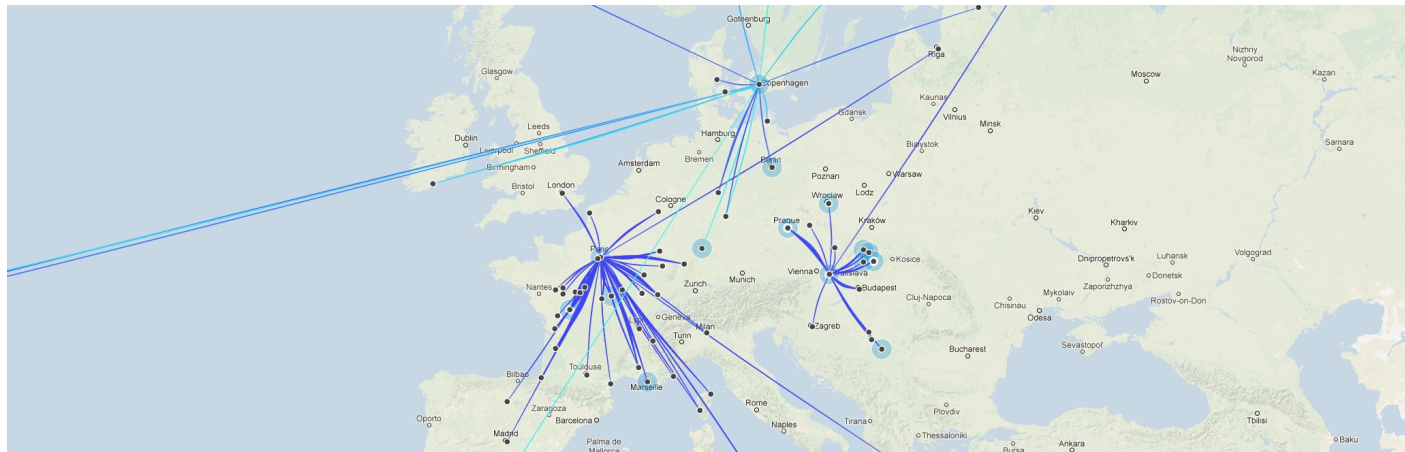 Gothenburg
Nizhny
Novgorod
Riga
Glasgow
Moscow
Kazan
Copenhagen
Kaunas
Vilnius
Gdansk
Minsk
Leeds
Dublin
Hamburg
Liverpool
Sheffield
Bialystok
Samara
Bremen
Berlin
Amsterdam
Birmingham
Poznan
Warsaw
Bristol
London
Lodz
Wroclaw
Cologne
Kiev
Prague
Kraków
Kharkiv
Paris
Volgograd
Luhansk
Dnipropetrovs'k
Kosice
Vienna
Bratislava
Munich
Donetsk
Zurich
Zaporizhzhya
Nantes
Budapest
Mykolaiv
Rostov-on-Don
Cluj-Napoca
Chisinau
Geneva
Odesa
Milan
Zagreb
Turin
Sevastopol'
Bucharest
Toulouse
Bilbao
Marseille
Rome
Zaragoza
Plovdiv
Oporto
Barcelona
Tirana
Tbilisi
Naples
Madrid
Thessaloniki
Palma de
Mallorca
Ankara
Baku
Bursa